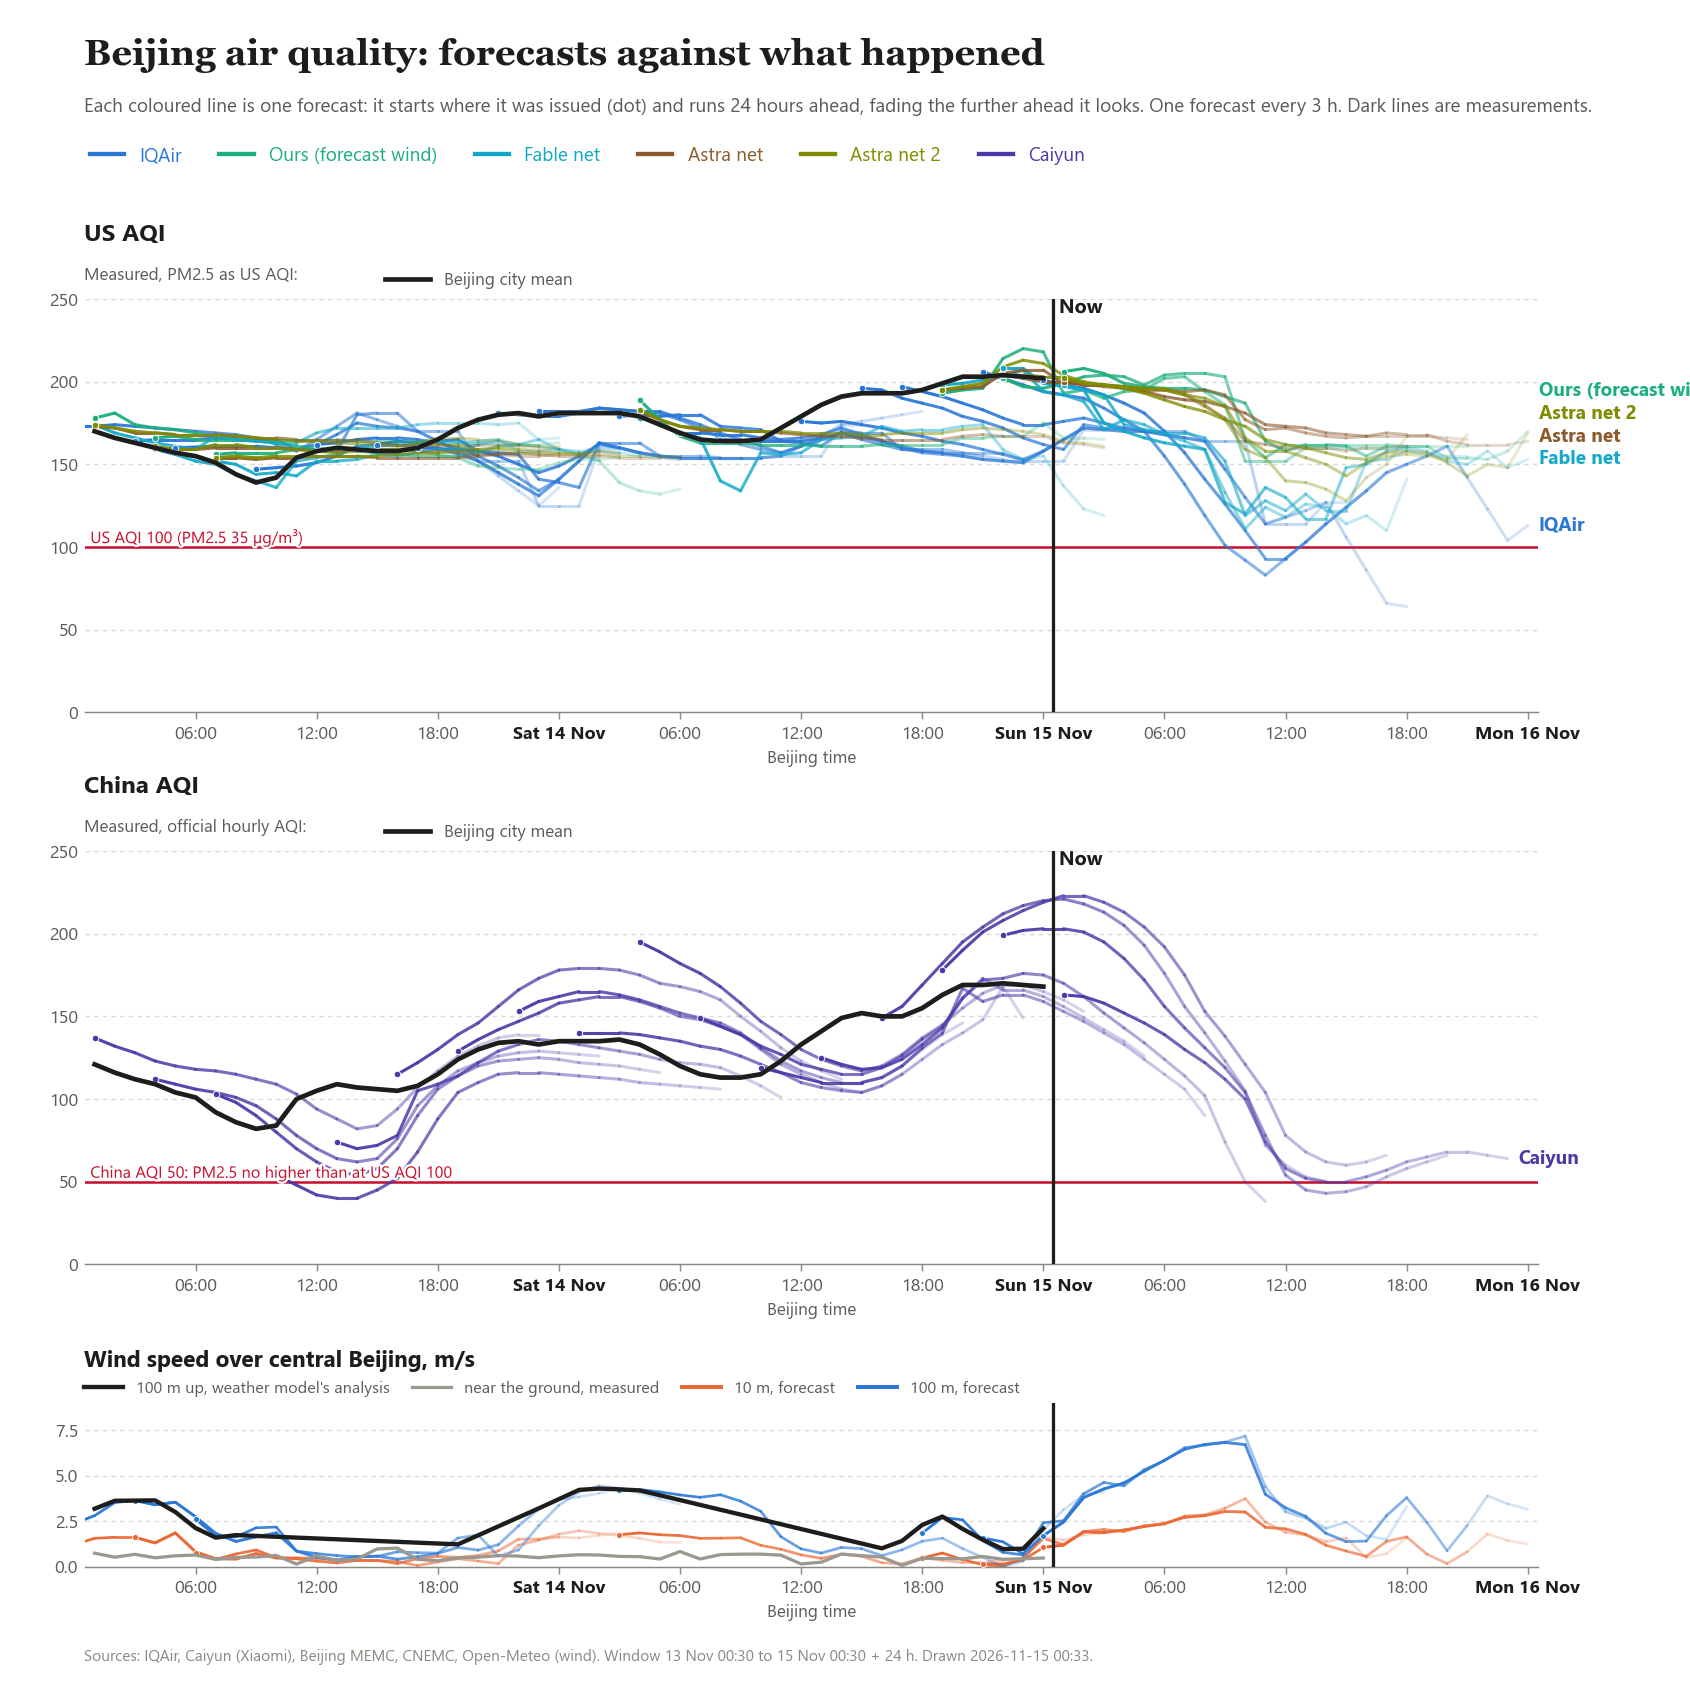 Beijing air quality: forecasts against what happened
Each coloured line is one forecast: it starts where it was issued (dot) and runs 24 hours ahead, fading the further ahead it looks. One forecast every 3 h. Dark lines are measurements.
IQAir Ours (forecast wind) Fable net Astra net Astra net 2 Caiyun
US AQI
Measured, PM2.5 as US AQI: Beijing city mean
250
Now
200
Ours (forecast wi
Astra net 2
Astra net
150
Fable net
IQAir
US AQI 100 (PM2.5 35 µg/m³)
100
50
0
06:00 12:00 18:00 Sat 14 Nov 06:00 12:00 18:00 Sun 15 Nov 06:00 12:00 18:00 Mon 16 Nov
Beijing time
China AQI
Measured, official hourly AQI: Beijing city mean
250
Now
200
150
100
Caiyun
China AQI 50: PM2.5 no higher than at US AQI 100
50
0
06:00 12:00 18:00 Sat 14 Nov 06:00 12:00 18:00 Sun 15 Nov 06:00 12:00 18:00 Mon 16 Nov
Beijing time
Wind speed over central Beijing, m/s
100 m up, weather model's analysis near the ground, measured 10 m, forecast 100 m, forecast
7.5
5.0
2.5
0.0
06:00 12:00 18:00 Sat 14 Nov 06:00 12:00 18:00 Sun 15 Nov 06:00 12:00 18:00 Mon 16 Nov
Beijing time
Sources: IQAir, Caiyun (Xiaomi), Beijing MEMC, CNEMC, Open-Meteo (wind). Window 13 Nov 00:30 to 15 Nov 00:30 + 24 h. Drawn 2026-11-15 00:33.